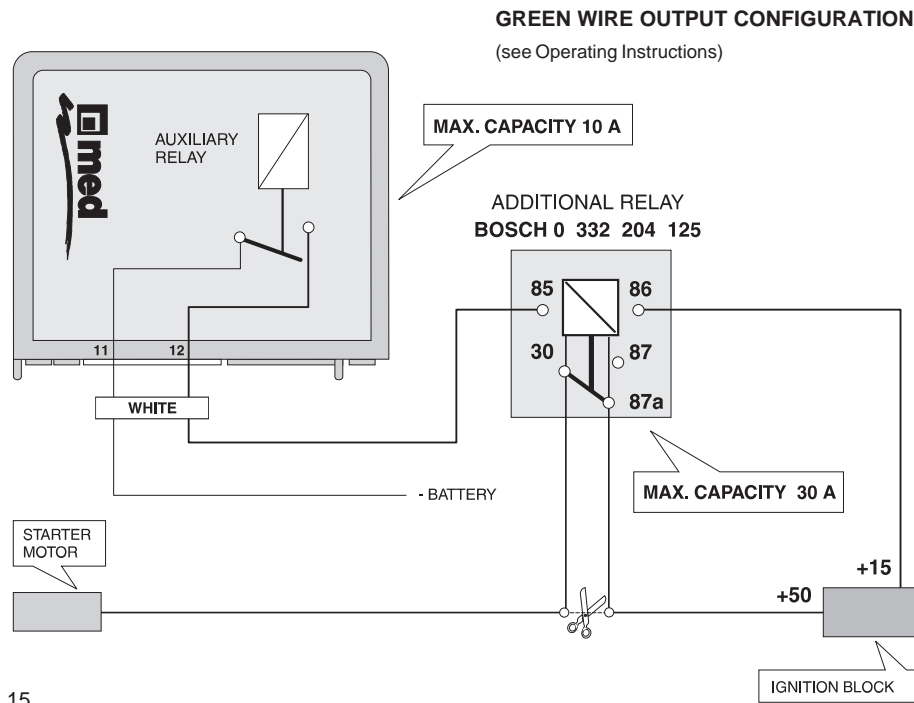 GREEN WIRE OUTPUT CONFIGURATION
(see Operating Instructions)
med
AUXILIARY
RELAY
MAX. CAPACITY 10 A
ADDITIONAL RELAY
BOSCH 0 332 204 125
85
86
30
87
87a
11
12
WHITE
- BATTERY
MAX. CAPACITY 30 A
STARTER
MOTOR
+15
+50
IGNITION BLOCK
15